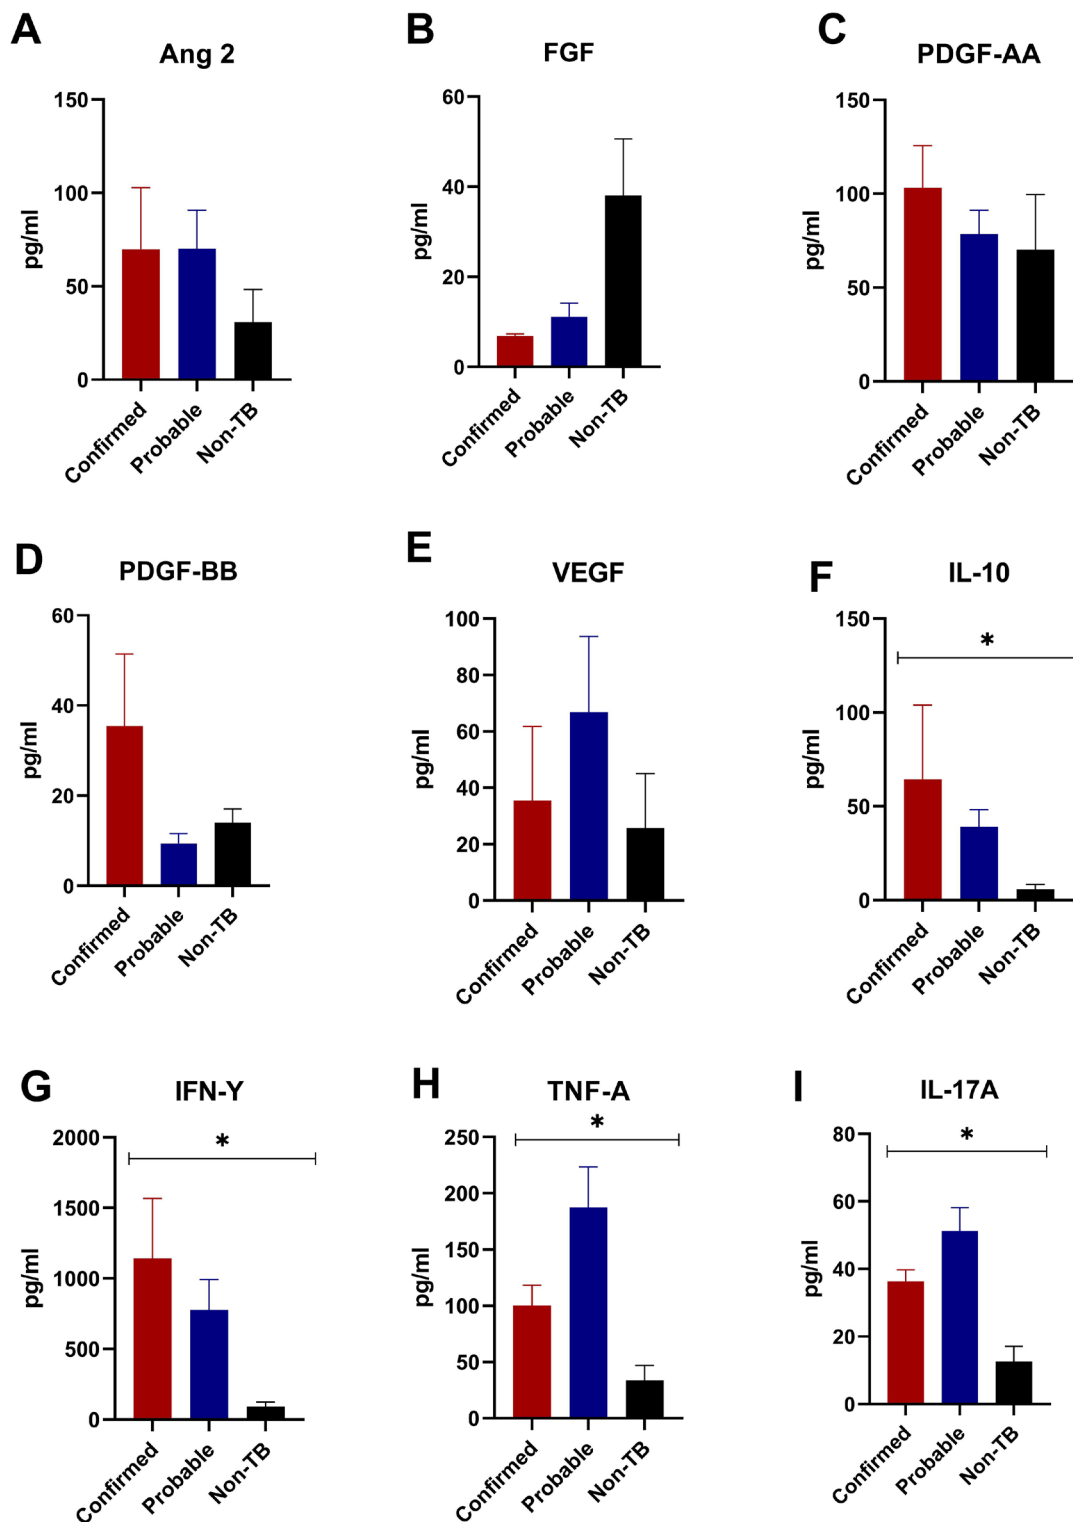 A
Ang 2
150
100
50
0
pg/ml
Confirmed
Probable
Non-TB
B
FGF
60
40
20
0
pg/ml
Confirmed
Probable
Non-TB
C
PDGF-AA
150
100
50
0
pg/ml
Confirmed
Probable
Non-TB
D
PDGF-BB
60
40
20
0
pg/ml
Confirmed
Probable
Non-TB
E
VEGF
100
80
60
40
20
0
pg/ml
Confirmed
Probable
Non-TB
F
IL-10
150
100
50
0
pg/ml
*
Confirmed
Probable
Non-TB
G
IFN-Y
2000
1500
1000
500
0
pg/ml
*
Confirmed
Probable
Non-TB
H
TNF-A
250
200
150
100
50
0
pg/ml
*
Confirmed
Probable
Non-TB
I
IL-17A
80
60
40
20
0
pg/ml
*
Confirmed
Probable
Non-TB